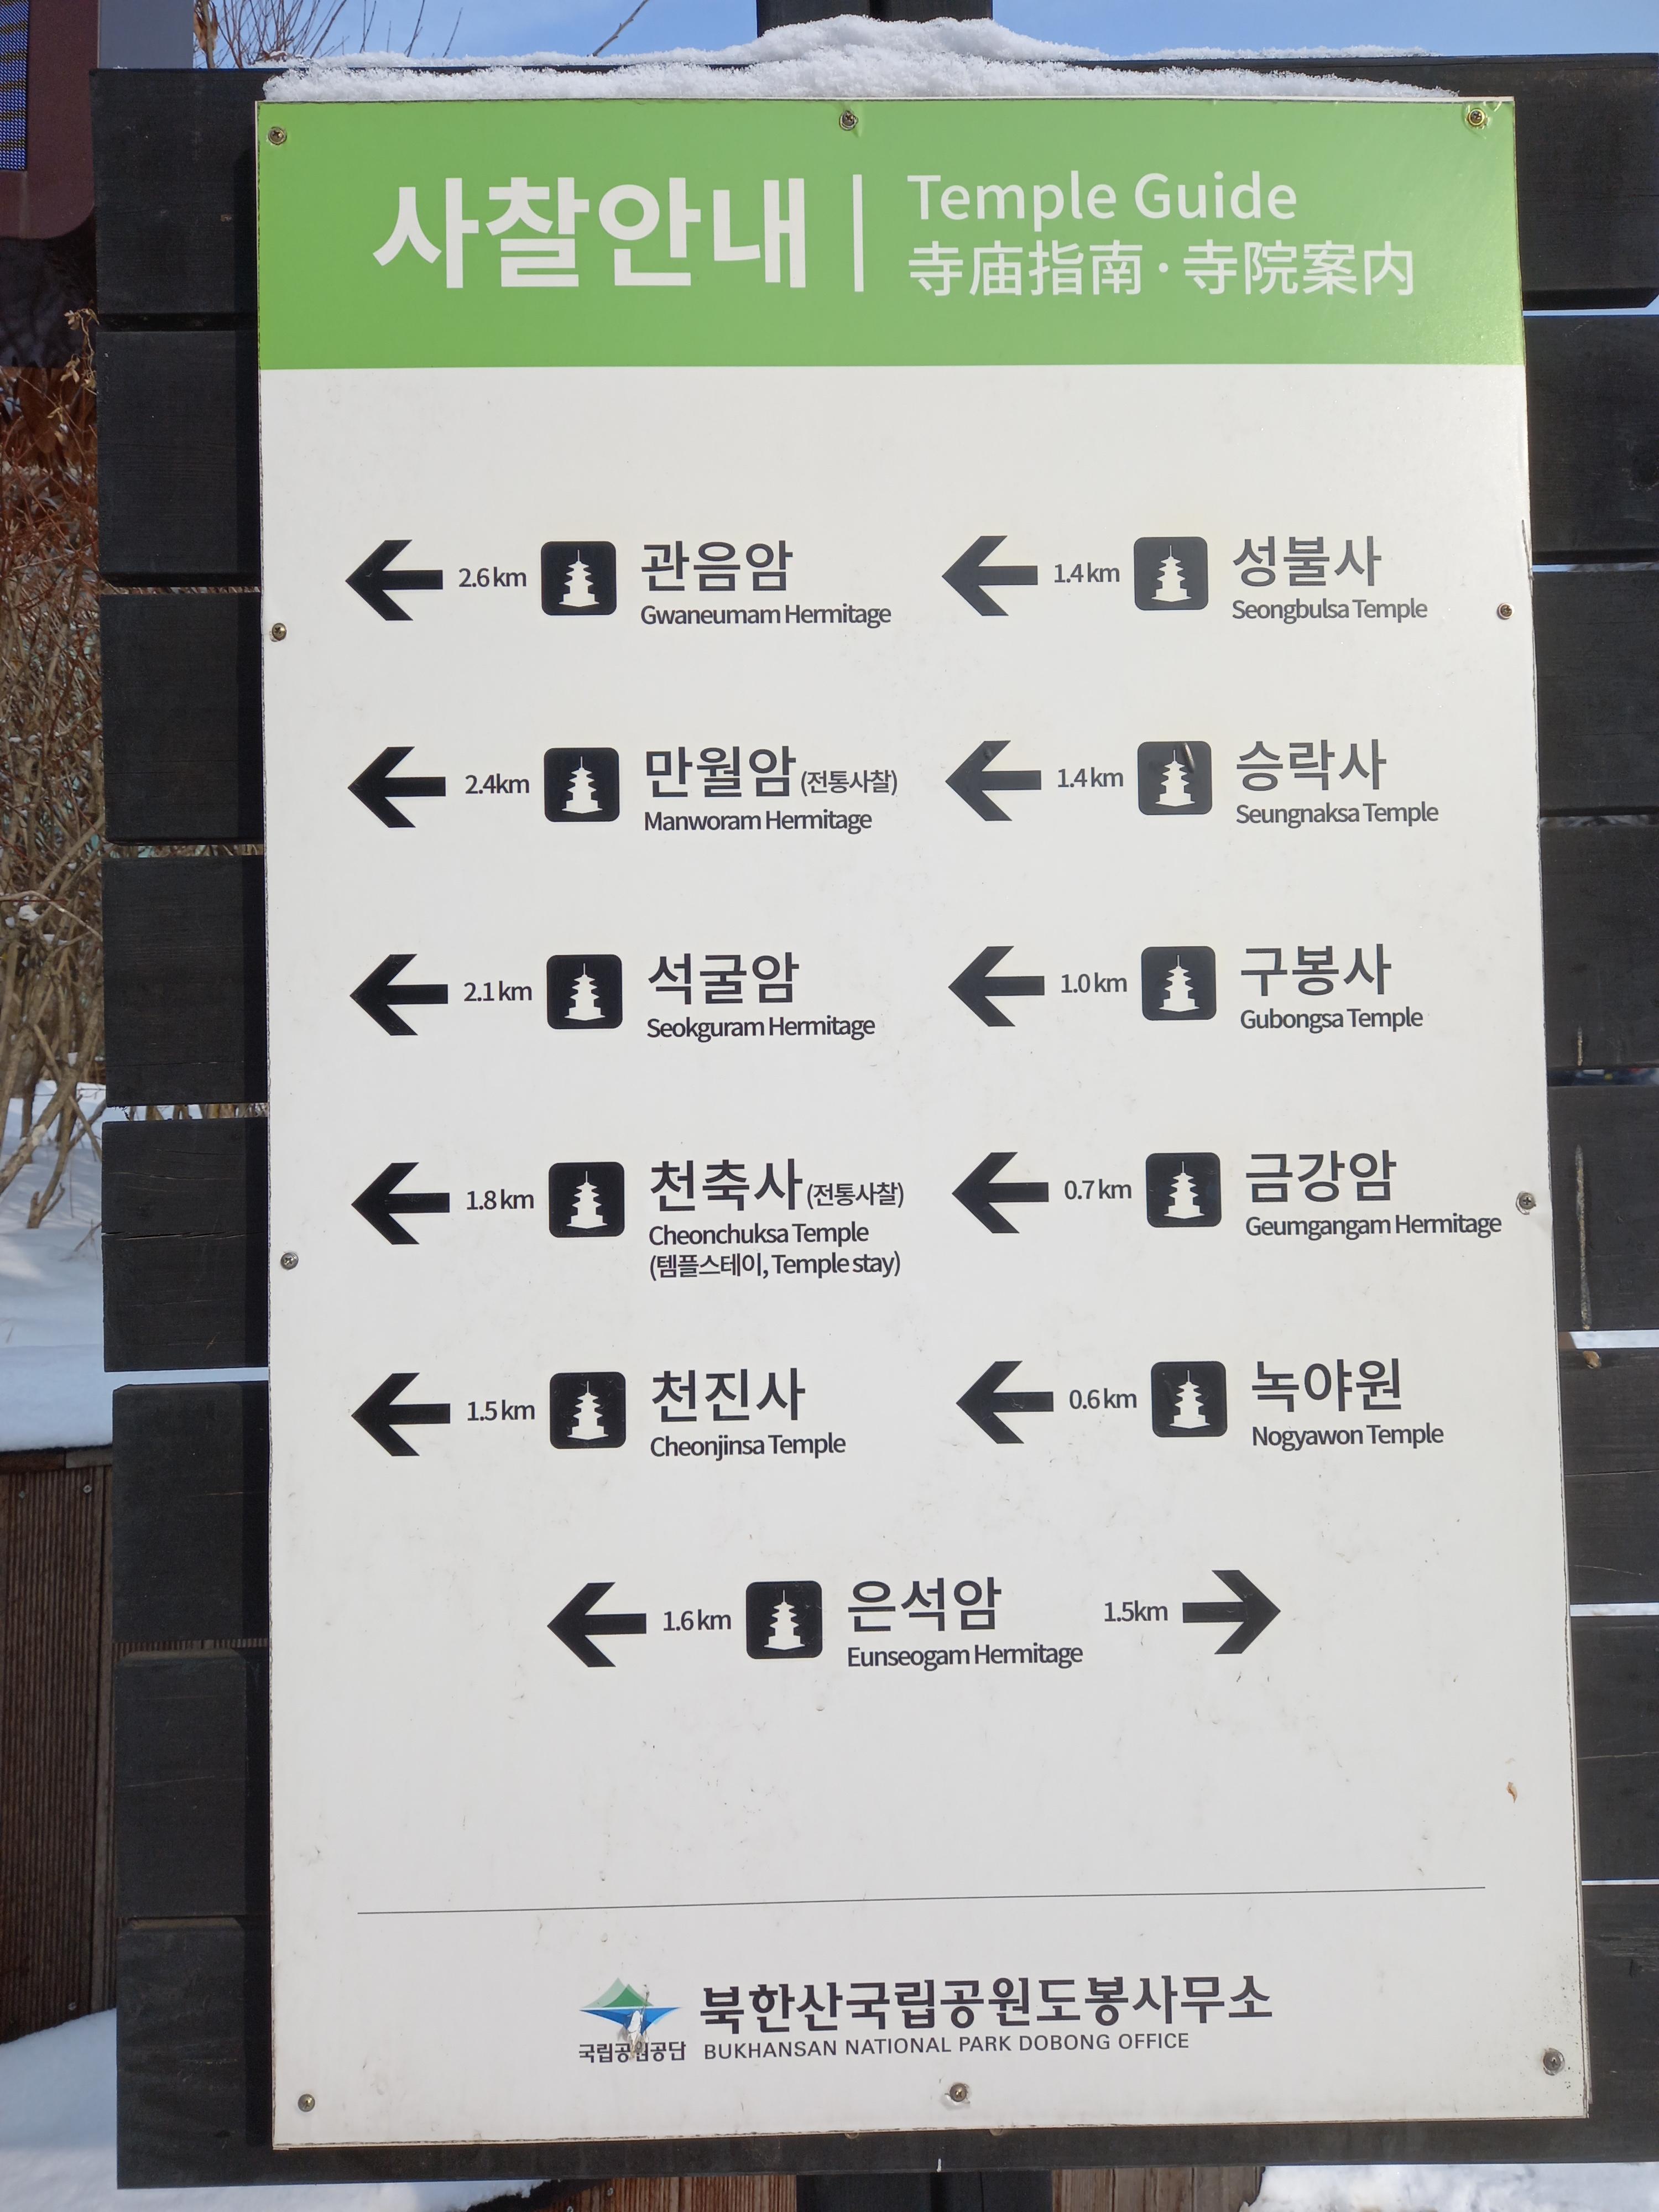 사찰안내
Temple Guide
寺庙指南·寺院案内
2.6km 관음암
Gwaneumam Hermitage
1.4km 성불사
Seongbulsa Temple
2.4km 만월암(전통사찰)
Manworam Hermitage
1.4km 승락사
Seungnaksa Temple
2.1km 석굴암
Seokguram Hermitage
1.0km 구봉사
Gubongsa Temple
1.8km 천축사(전통사찰)
Cheonchuksa Temple
(템플스테이, Temple stay)
0.7km 금강암
Geumgangam Hermitage
1.5km 천진사
Cheonjinsa Temple
0.6km 녹야원
Nogyawon Temple
1.6km 은석암 1.5km
Eunseogam Hermitage
북한산국립공원도봉사무소
국립공원공단 BUKHANSAN NATIONAL PARK DOBONG OFFICE